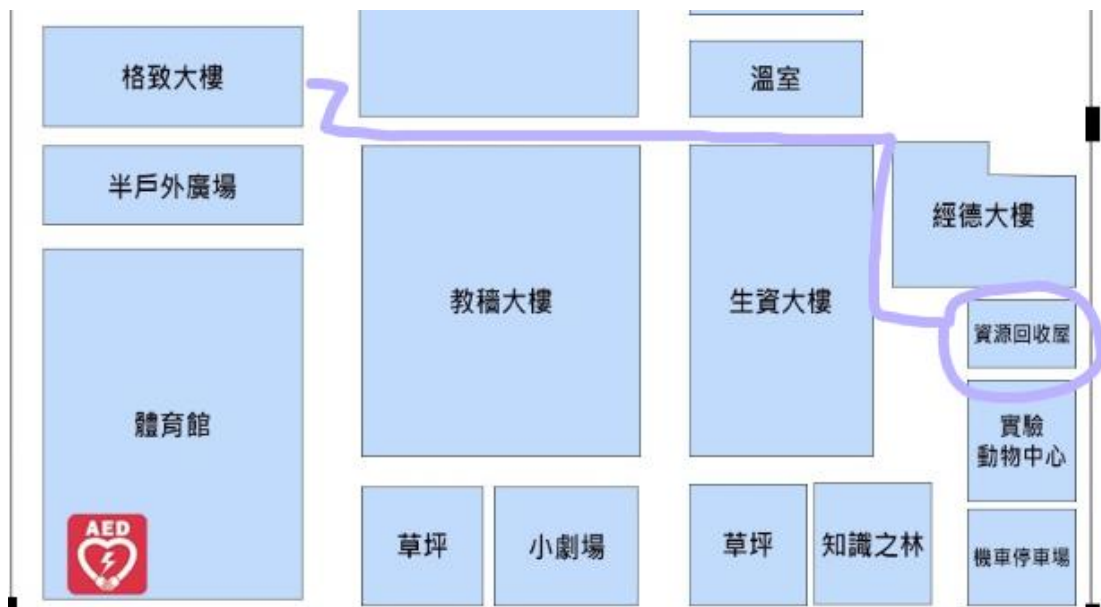 格致大樓
溫室
半戶外廣場
經德大樓
教穡大樓
生資大樓
資源回收屋
體育館
實驗
動物中心
AED
草坪
小劇場
草坪
知識之林
機車停車場